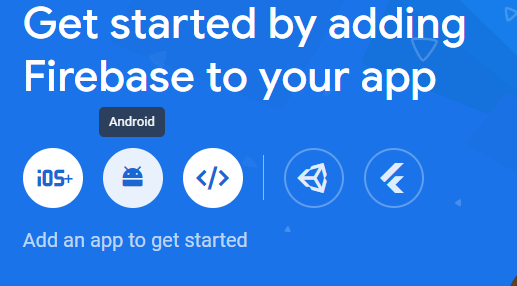 Get started by adding
Firebase to your app
Android
iOS+
</>
Add an app to get started